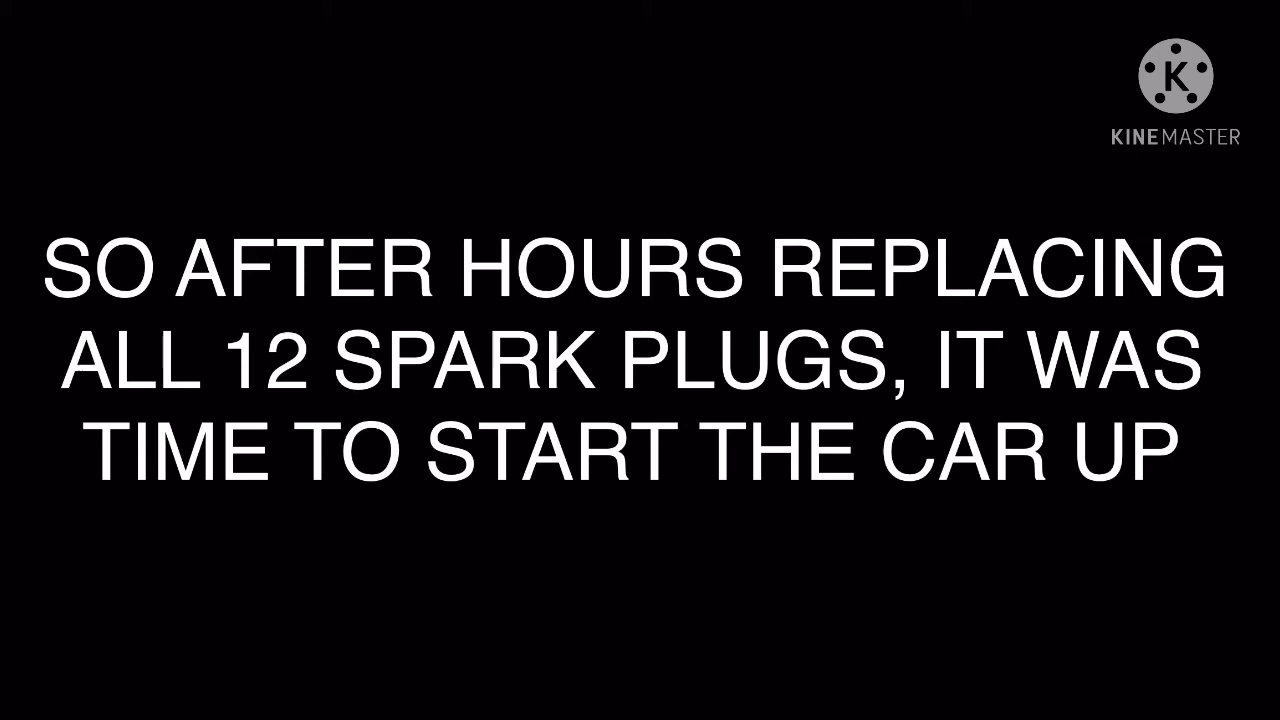 K
KINEMASTER
SO AFTER HOURS REPLACING
ALL 12 SPARK PLUGS, IT WAS
TIME TO START THE CAR UP